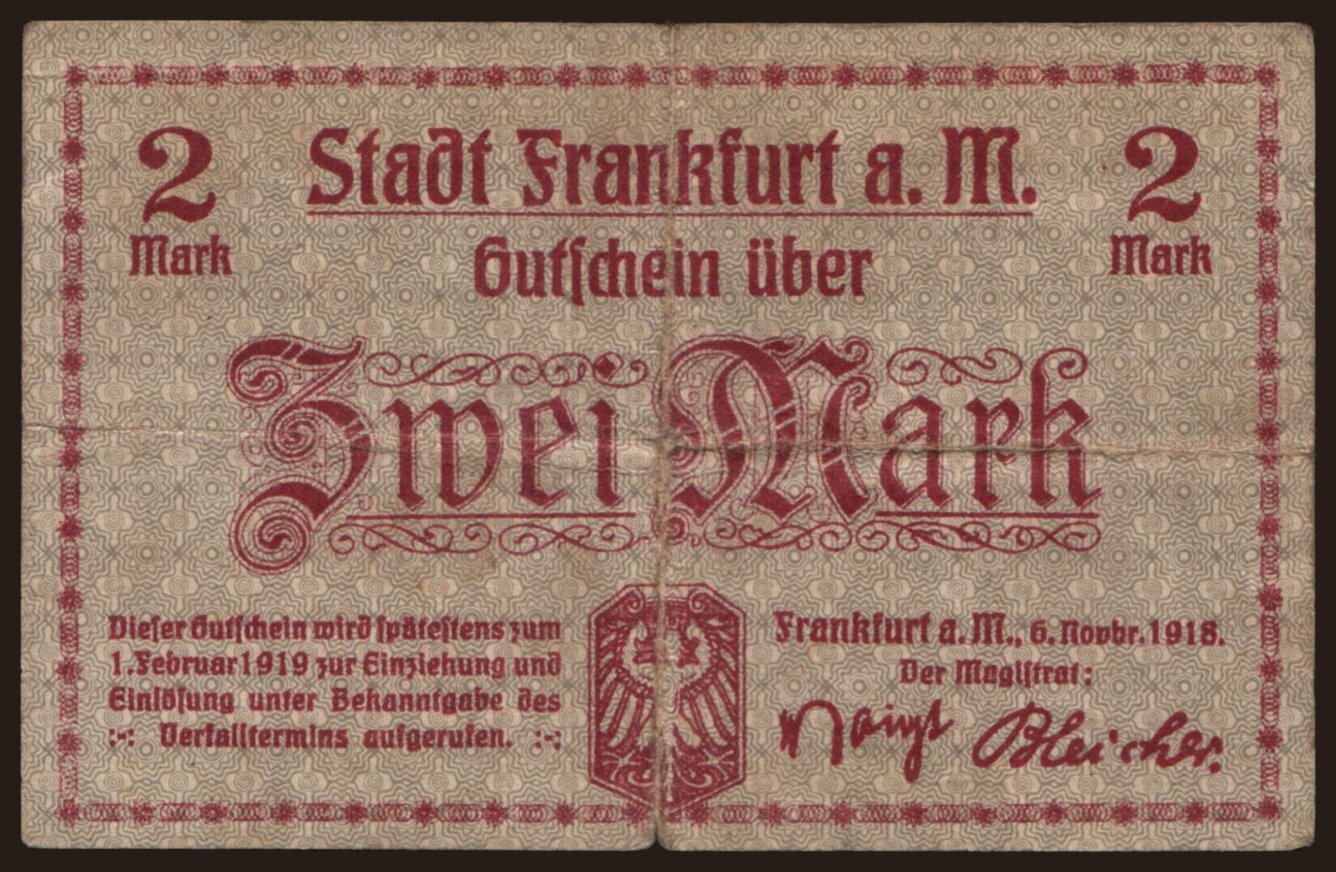 2
Stadt Frankfurt a. M.
2
Mark
Gutschein über
Mark
Zwei Mark
Dieser Gutschein wird spätestens zum
1. Februar 1919 zur Einziehung und
Einlösung unter Bekanntgabe des
:-: Verfalltermins aufgerufen. :-:
Frankfurt a. M., 6. Novbr. 1918.
Der Magistrat:
Voigt Bleicher.